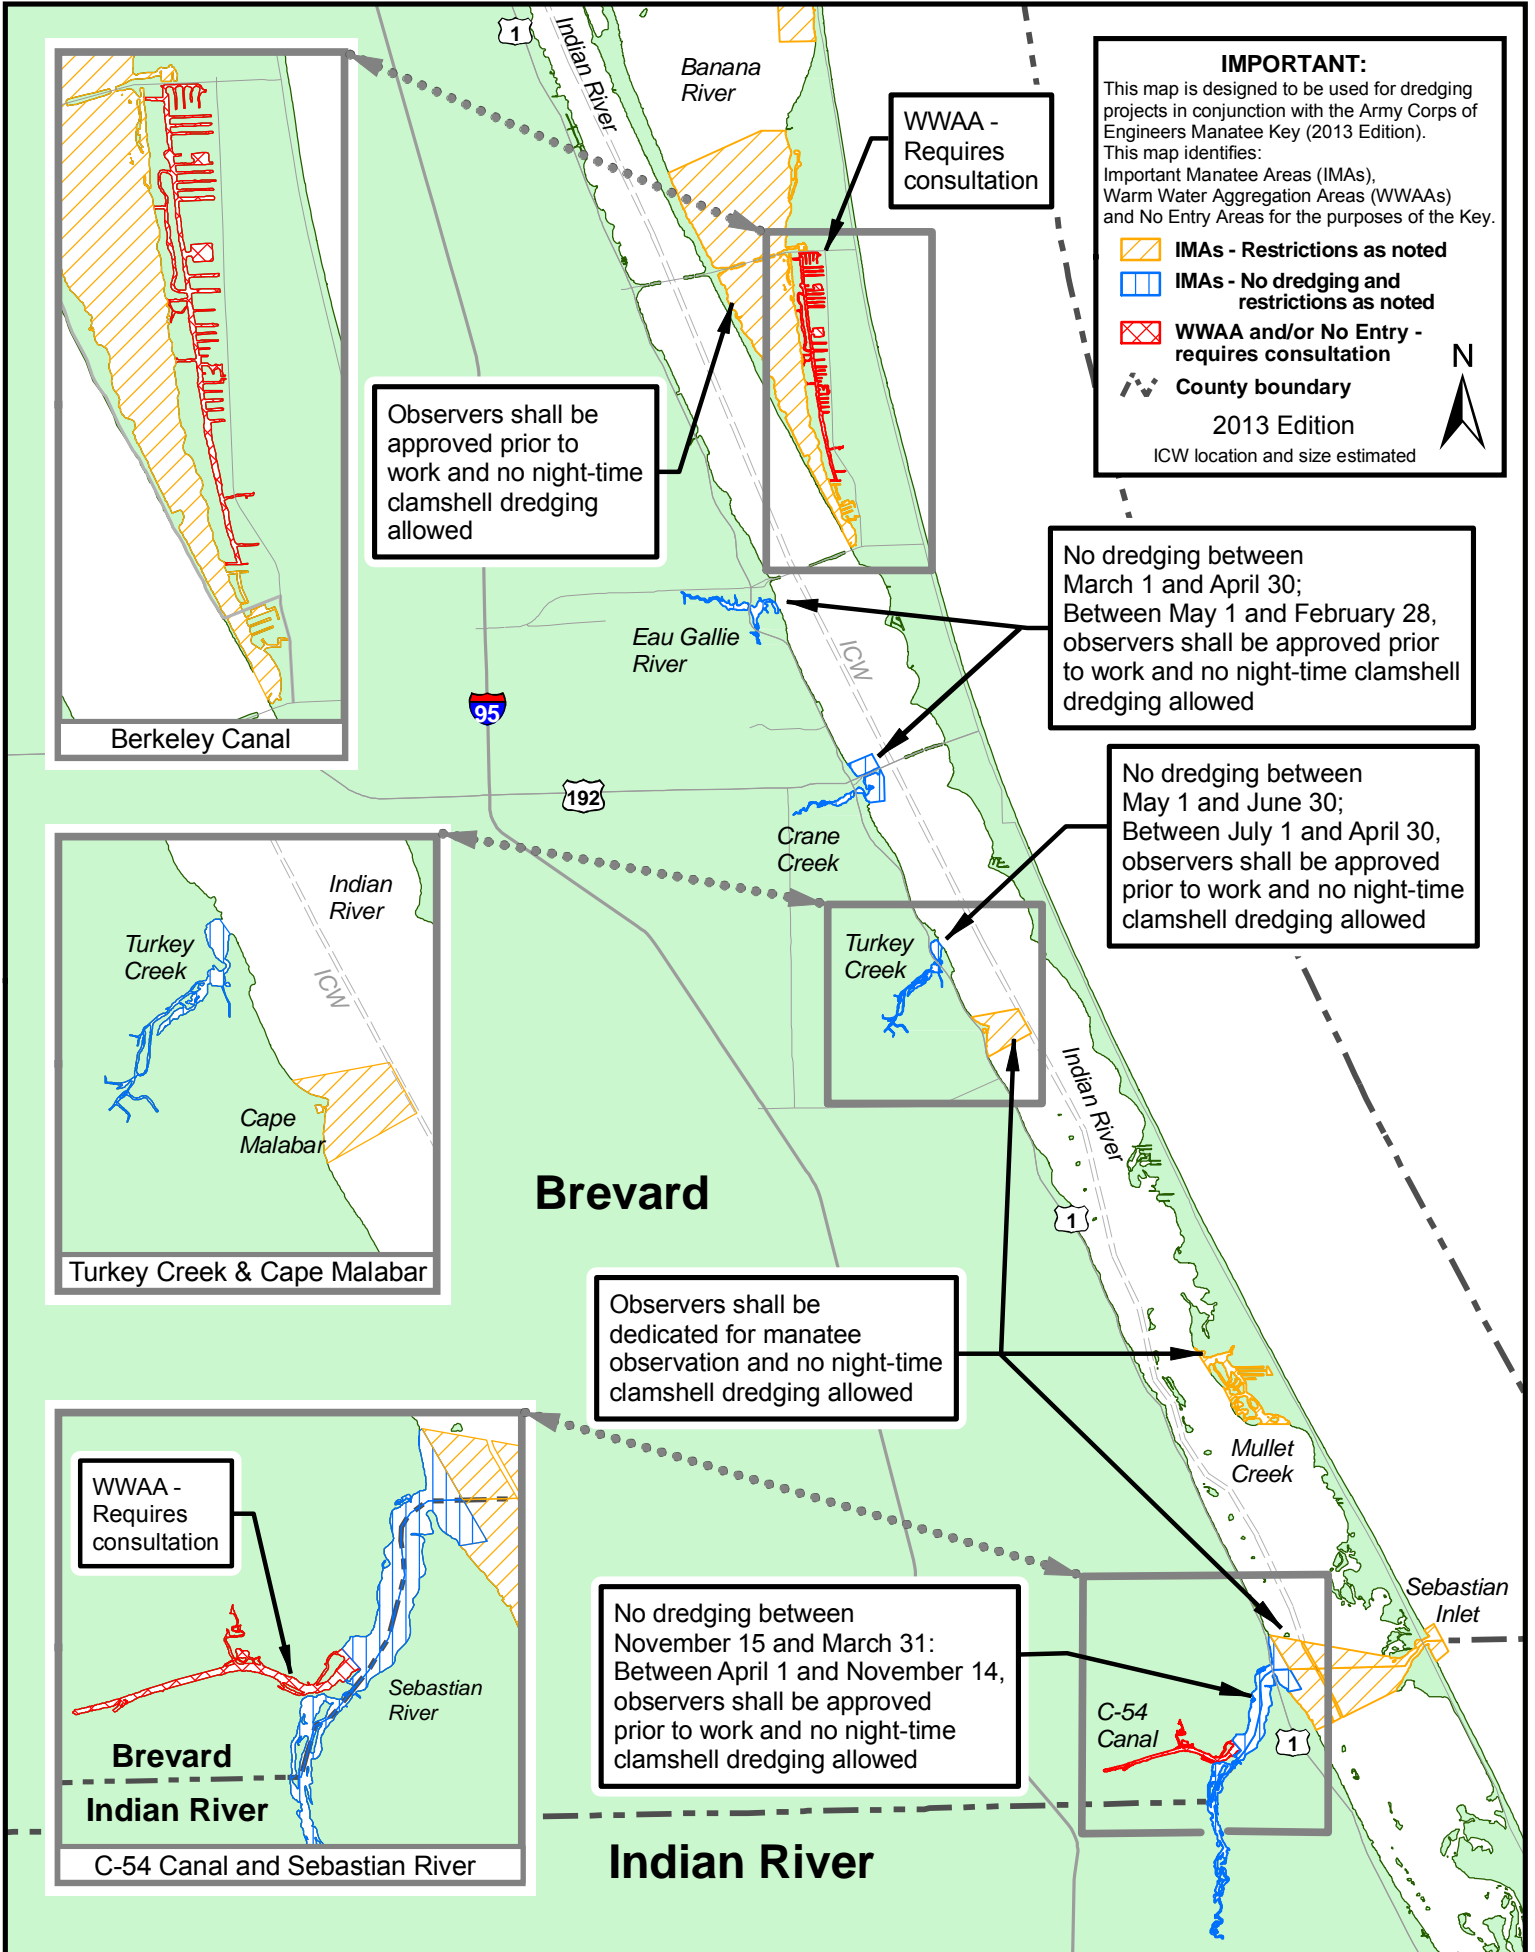 1
Indian River
Banana
River
WWAA -
Requires
consultation
IMPORTANT:
This map is designed to be used for dredging
projects in conjunction with the Army Corps of
Engineers Manatee Key (2013 Edition).
This map identifies:
Important Manatee Areas (IMAs),
Warm Water Aggregation Areas (WWAAs)
and No Entry Areas for the purposes of the Key.
IMAs - Restrictions as noted
IMAs - No dredging and
restrictions as noted
WWAA and/or No Entry -
requires consultation
County boundary
N
2013 Edition
ICW location and size estimated
Observers shall be
approved prior to
work and no night-time
clamshell dredging
allowed
Berkeley Canal
No dredging between
March 1 and April 30;
Between May 1 and February 28,
observers shall be approved prior
to work and no night-time clamshell
dredging allowed
Eau Gallie
River
ICW
95
192
Crane
Creek
No dredging between
May 1 and June 30;
Between July 1 and April 30,
observers shall be approved
prior to work and no night-time
clamshell dredging allowed
Indian
River
Turkey
Creek
ICW
Cape
Malabar
Turkey Creek & Cape Malabar
Turkey
Creek
Indian River
Brevard
1
Observers shall be
dedicated for manatee
observation and no night-time
clamshell dredging allowed
Mullet
Creek
WWAA -
Requires
consultation
Sebastian
River
Brevard
Indian River
C-54 Canal and Sebastian River
No dredging between
November 15 and March 31:
Between April 1 and November 14,
observers shall be approved
prior to work and no night-time
clamshell dredging allowed
Sebastian
Inlet
C-54
Canal
1
Indian River